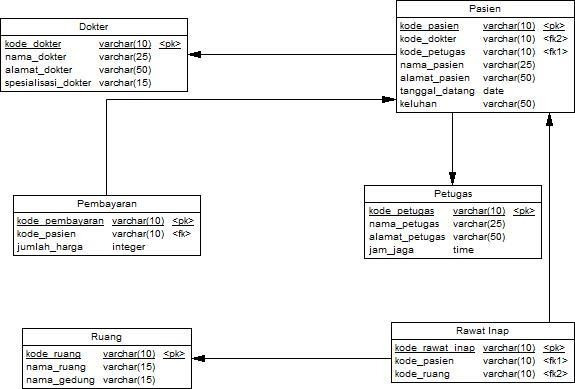 Dokter
kode_dokter varchar(10) <pk>
nama_dokter varchar(25)
alamat_dokter varchar(50)
spesialisasi_dokter varchar(15)
Pasien
kode_pasien varchar(10) <pk>
kode_dokter varchar(10) <fk2>
kode_petugas varchar(10) <fk1>
nama_pasien varchar(25)
alamat_pasien varchar(50)
tanggal_datang date
keluhan varchar(50)
Pembayaran
kode_pembayaran varchar(10) <pk>
kode_pasien varchar(10) <fk>
jumlah_harga integer
Petugas
kode_petugas varchar(10) <pk>
nama_petugas varchar(25)
alamat_petugas varchar(50)
jam_jaga time
Ruang
kode_ruang varchar(10) <pk>
nama_ruang varchar(15)
nama_gedung varchar(15)
Rawat Inap
kode_rawat_inap varchar(10) <pk>
kode_pasien varchar(10) <fk1>
kode_ruang varchar(10) <fk2>